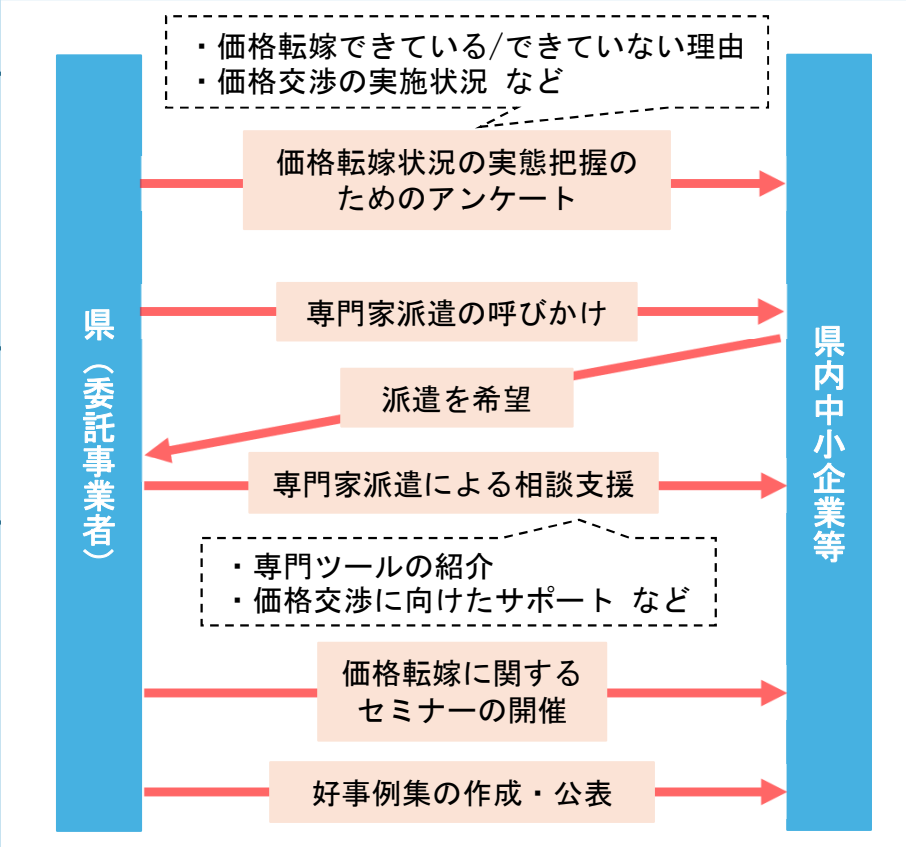 ・価格転嫁できている/できていない理由
・価格交渉の実施状況 など
価格転嫁状況の実態把握の
ためのアンケート
専門家派遣の呼びかけ
県（委託事業者）
県内中小企業等
派遣を希望
専門家派遣による相談支援
・専門ツールの紹介
・価格交渉に向けたサポート など
価格転嫁に関する
セミナーの開催
好事例集の作成・公表